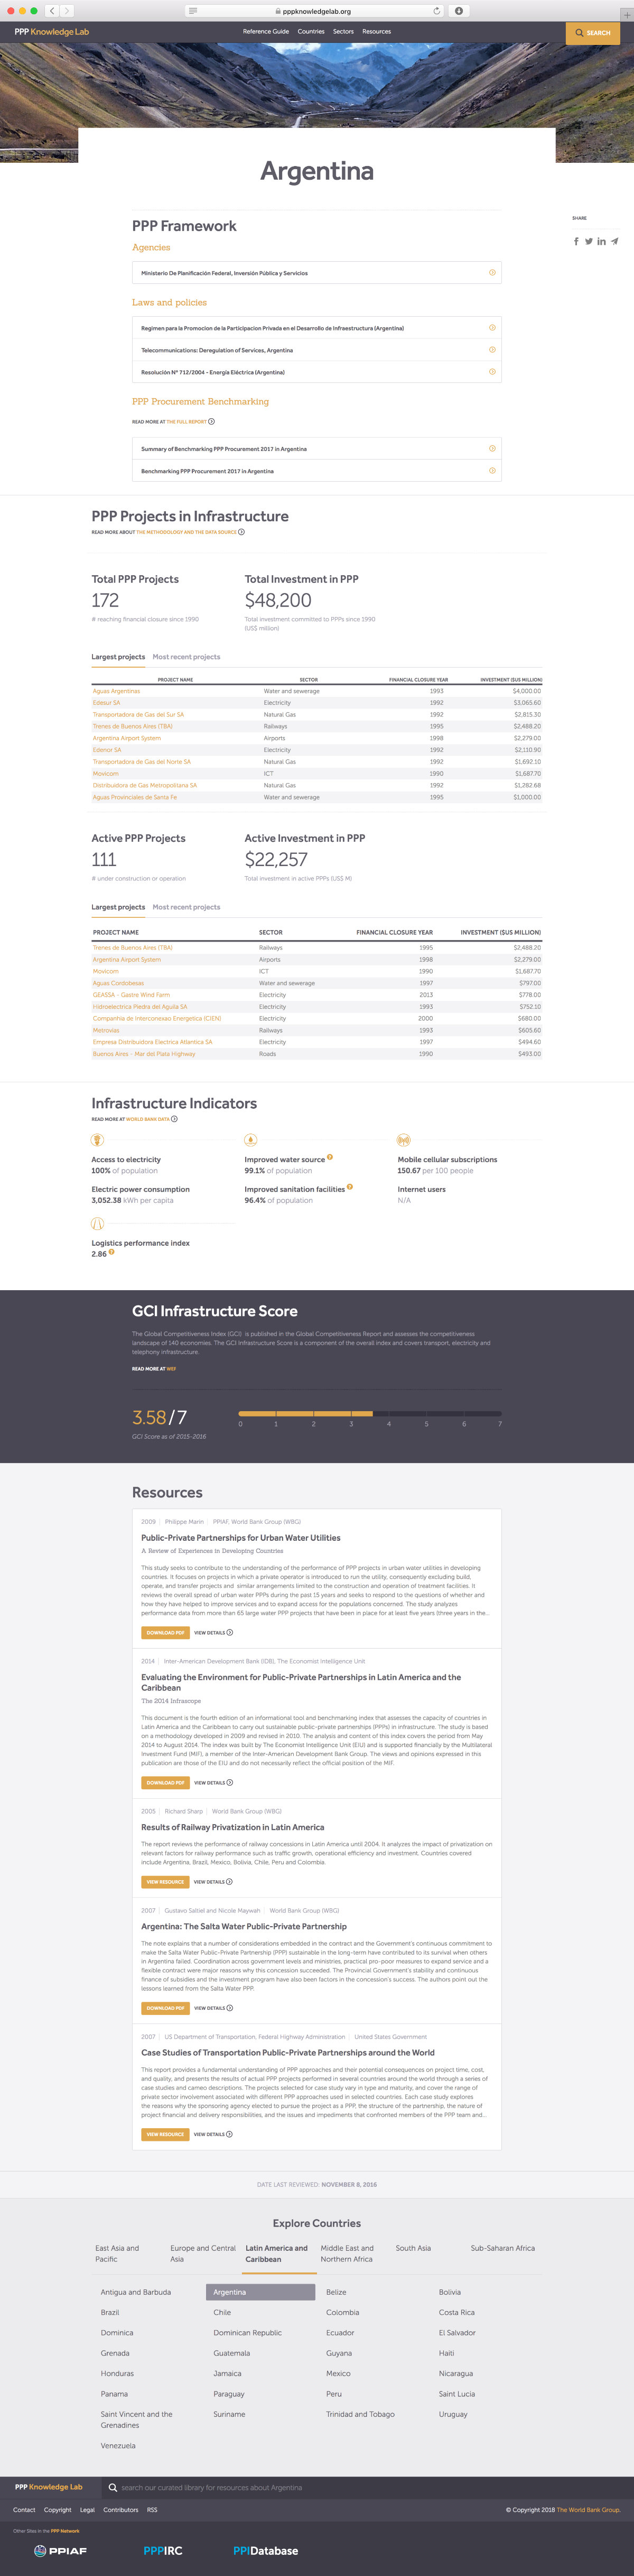 pppknowledgelab.org
PPP Knowledge Lab
Reference Guide Countries Sectors Resources
SEARCH
Argentina
SHARE
PPP Framework
Agencies
Ministerio De Planificación Federal, Inversión Pública y Servicios
Laws and policies
Regimen para la Promocion de la Participacion Privada en el Desarrollo de Infraestructura (Argentina)
Telecommunications: Deregulation of Services, Argentina
Resolución N° 712/2004 - Energía Eléctrica (Argentina)
PPP Procurement Benchmarking
READ MORE AT THE FULL REPORT
Summary of Benchmarking PPP Procurement 2017 in Argentina
Benchmarking PPP Procurement 2017 in Argentina
PPP Projects in Infrastructure
READ MORE ABOUT THE METHODOLOGY AND THE DATA SOURCE
Total PPP Projects
172
# reaching financial closure since 1990
Total Investment in PPP
$48,200
Total investment committed to PPPs since 1990
(US$ million)
Largest projects Most recent projects
PROJECT NAME SECTOR FINANCIAL CLOSURE YEAR INVESTMENT ($US MILLION)
Aguas Argentinas Water and sewerage 1993 $4,000.00
Edesur SA Electricity 1992 $3,065.60
Transportadora de Gas del Sur SA Natural Gas 1992 $2,815.30
Trenes de Buenos Aires (TBA) Railways 1995 $2,488.20
Argentina Airport System Airports 1998 $2,279.00
Edenor SA Electricity 1992 $2,110.90
Transportadora de Gas del Norte SA Natural Gas 1992 $1,692.10
Movicom ICT 1990 $1,687.70
Distribuidora de Gas Metropolitana SA Natural Gas 1992 $1,282.68
Aguas Provinciales de Santa Fe Water and sewerage 1995 $1,000.00
Active PPP Projects
111
# under construction or operation
Active Investment in PPP
$22,257
Total investment in active PPPs (US$ M)
Largest projects Most recent projects
PROJECT NAME SECTOR FINANCIAL CLOSURE YEAR INVESTMENT ($US MILLION)
Trenes de Buenos Aires (TBA) Railways 1995 $2,488.20
Argentina Airport System Airports 1998 $2,279.00
Movicom ICT 1990 $1,687.70
Aguas Cordobesas Water and sewerage 1997 $797.00
GEASSA - Gastre Wind Farm Electricity 2013 $778.00
Hidroelectrica Piedra del Aguila SA Electricity 1993 $752.10
Companhia de Interconexao Energetica (CIEN) Electricity 2000 $680.00
Metrovias Railways 1993 $605.60
Empresa Distribuidora Electrica Atlantica SA Electricity 1997 $494.60
Buenos Aires - Mar del Plata Highway Roads 1990 $493.00
Infrastructure Indicators
READ MORE AT WORLD BANK DATA
Access to electricity
100% of population
Electric power consumption
3,052.38 kWh per capita
Improved water source
99.1% of population
Improved sanitation facilities
96.4% of population
Mobile cellular subscriptions
150.67 per 100 people
Internet users
N/A
Logistics performance index
2.86
GCI Infrastructure Score
The Global Competitiveness Index (GCI) is published in the Global Competitiveness Report and assesses the competitiveness
landscape of 140 economies. The GCI Infrastructure Score is a component of the overall index and covers transport, electricity and
telephony infrastructure.
READ MORE AT WEF
3.58/7
GCI Score as of 2015-2016
0 1 2 3 4 5 6 7
Resources
2009 Philippe Marin PPIAF, World Bank Group (WBG)
Public-Private Partnerships for Urban Water Utilities
A Review of Experiences in Developing Countries
This study seeks to contribute to the understanding of the performance of PPP projects in urban water utilities in developing
countries. It focuses on projects in which a private operator is introduced to run the utility, consequently excluding build,
operate, and transfer projects and similar arrangements limited to the construction and operation of treatment facilities. It
reviews the overall spread of urban water PPPs during the past 15 years and seeks to respond to the questions of whether and
how they have helped to improve services and to expand access for the populations concerned. The study analyzes
performance data from more than 65 large water PPP projects that have been in place for at least five years (three years in the...
DOWNLOAD PDF VIEW DETAILS
2014 Inter-American Development Bank (IDB), The Economist Intelligence Unit
Evaluating the Environment for Public-Private Partnerships in Latin America and the
Caribbean
The 2014 Infrascope
This document is the fourth edition of an informational tool and benchmarking index that assesses the capacity of countries in
Latin America and the Caribbean to carry out sustainable public-private partnerships (PPPs) in infrastructure. The study is based
on a methodology developed in 2009 and revised in 2010. The analysis and content of this index covers the period from May
2014 to August 2014. The index was built by The Economist Intelligence Unit (EIU) and is supported financially by the Multilateral
Investment Fund (MIF), a member of the Inter-American Development Bank Group. The views and opinions expressed in this
publication are those of the EIU and do not necessarily reflect the official position of the MIF.
DOWNLOAD PDF VIEW DETAILS
2005 Richard Sharp World Bank Group (WBG)
Results of Railway Privatization in Latin America
The report reviews the performance of railway concessions in Latin America until 2004. It analyzes the impact of privatization on
relevant factors for railway performance such as traffic growth, operational efficiency and investment. Countries covered
include Argentina, Brazil, Mexico, Bolivia, Chile, Peru and Colombia.
VIEW RESOURCE VIEW DETAILS
2007 Gustavo Saltiel and Nicole Maywah World Bank Group (WBG)
Argentina: The Salta Water Public-Private Partnership
The note explains that a number of considerations embedded in the contract and the Government's continuous commitment to
make the Salta Water Public-Private Partnership (PPP) sustainable in the long-term have contributed to its survival when others
in Argentina failed. Coordination across government levels and ministries, practical pro-poor measures to expand service and a
flexible contract were major reasons why this concession succeeded. The Provincial Government's stability and continuous
finance of subsidies and the investment program have also been factors in the concession's success. The authors point out the
lessons learned from the Salta Water PPP.
DOWNLOAD PDF VIEW DETAILS
2007 US Department of Transportation, Federal Highway Administration United States Government
Case Studies of Transportation Public-Private Partnerships around the World
This report provides a fundamental understanding of PPP approaches and their potential consequences on project time, cost,
and quality, and presents the results of actual PPP projects performed in several countries around the world through a series of
case studies and cameo descriptions. The projects selected for case study vary in type and maturity, and cover the range of
private sector involvement associated with different PPP approaches used in selected countries. Each case study explores
the reasons why the sponsoring agency elected to pursue the project as a PPP, the structure of the partnership, the nature of
project financial and delivery responsibilities, and the issues and impediments that confronted members of the PPP team and...
VIEW RESOURCE VIEW DETAILS
DATE LAST REVIEWED: NOVEMBER 8, 2016
Explore Countries
East Asia and
Pacific
Europe and Central
Asia
Latin America and
Caribbean
Middle East and
Northern Africa
South Asia
Sub-Saharan Africa
Antigua and Barbuda Argentina Belize Bolivia
Brazil Chile Colombia Costa Rica
Dominica Dominican Republic Ecuador El Salvador
Grenada Guatemala Guyana Haiti
Honduras Jamaica Mexico Nicaragua
Panama Paraguay Peru Saint Lucia
Saint Vincent and the
Grenadines
Suriname Trinidad and Tobago Uruguay
Venezuela
PPP Knowledge Lab
search our curated library for resources about Argentina
Contact Copyright Legal Contributors RSS
© Copyright 2018 The World Bank Group.
Other Sites in the PPP Network
PPIAF
PPPIRC
PPIDatabase